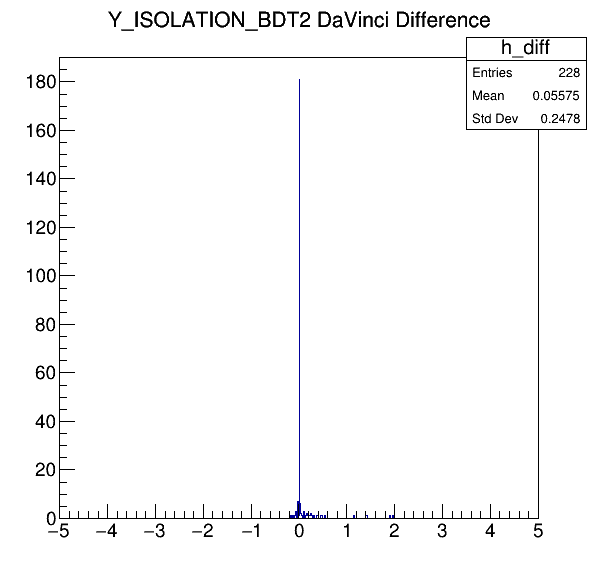 Y_ISOLATION_BDT2 DaVinci Difference
h_diff
Entries 228
Mean 0.05575
Std Dev 0.2478
180
160
140
120
100
80
60
40
20
0
−5 −4 −3 −2 −1 0 1 2 3 4 5